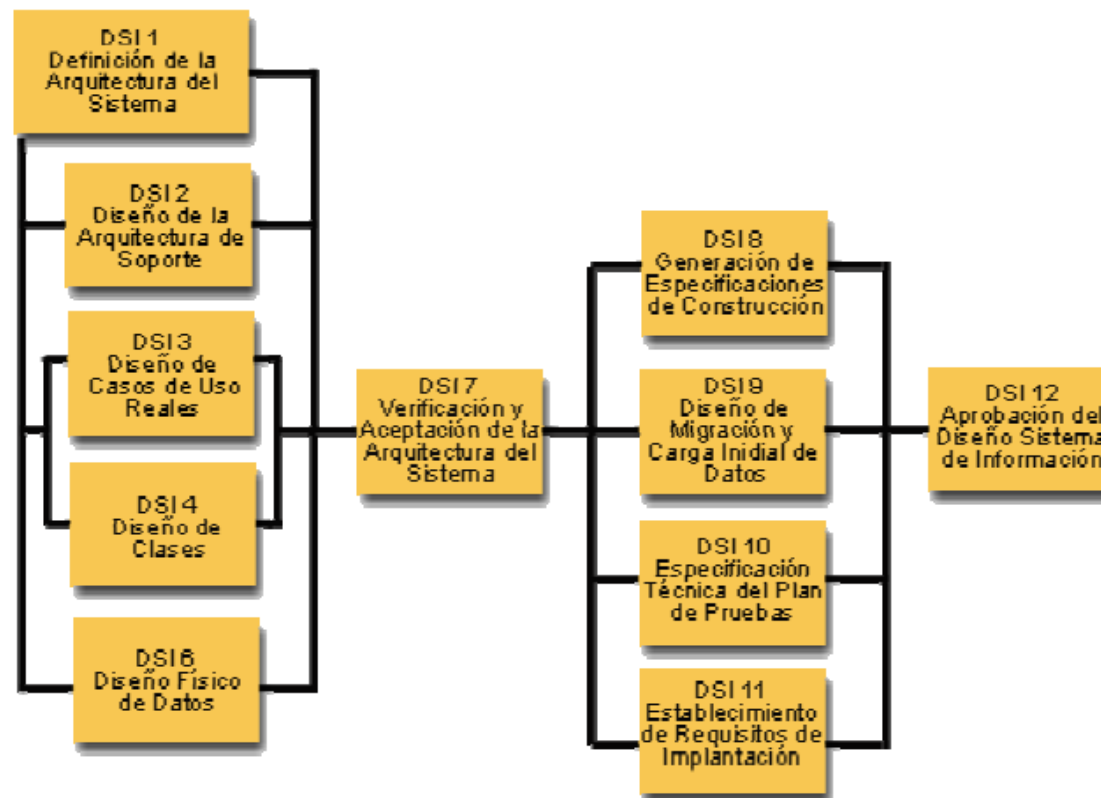 DSI 1
Definición de la
Arquitectura del
Sistema
DSI 2
Diseño de la
Arquitectura de
Soporte
DSI 3
Diseño de
Casos de Uso
Reales
DSI 4
Diseño de
Clases
DSI 6
Diseño Físico
de Datos
DSI 7
Verificación y
Aceptación de la
Arquitectura del
Sistema
DSI 8
Generación de
Especificaciones
de Construcción
DSI 9
Diseño de
Migración y
Carga Inidial de
Datos
DSI 10
Especificación
Técnica del Plan
de Pruebas
DSI 11
Establecimiento
de Requisitos de
Implantación
DSI 12
Aprobación del
Diseño Sistema
de Información